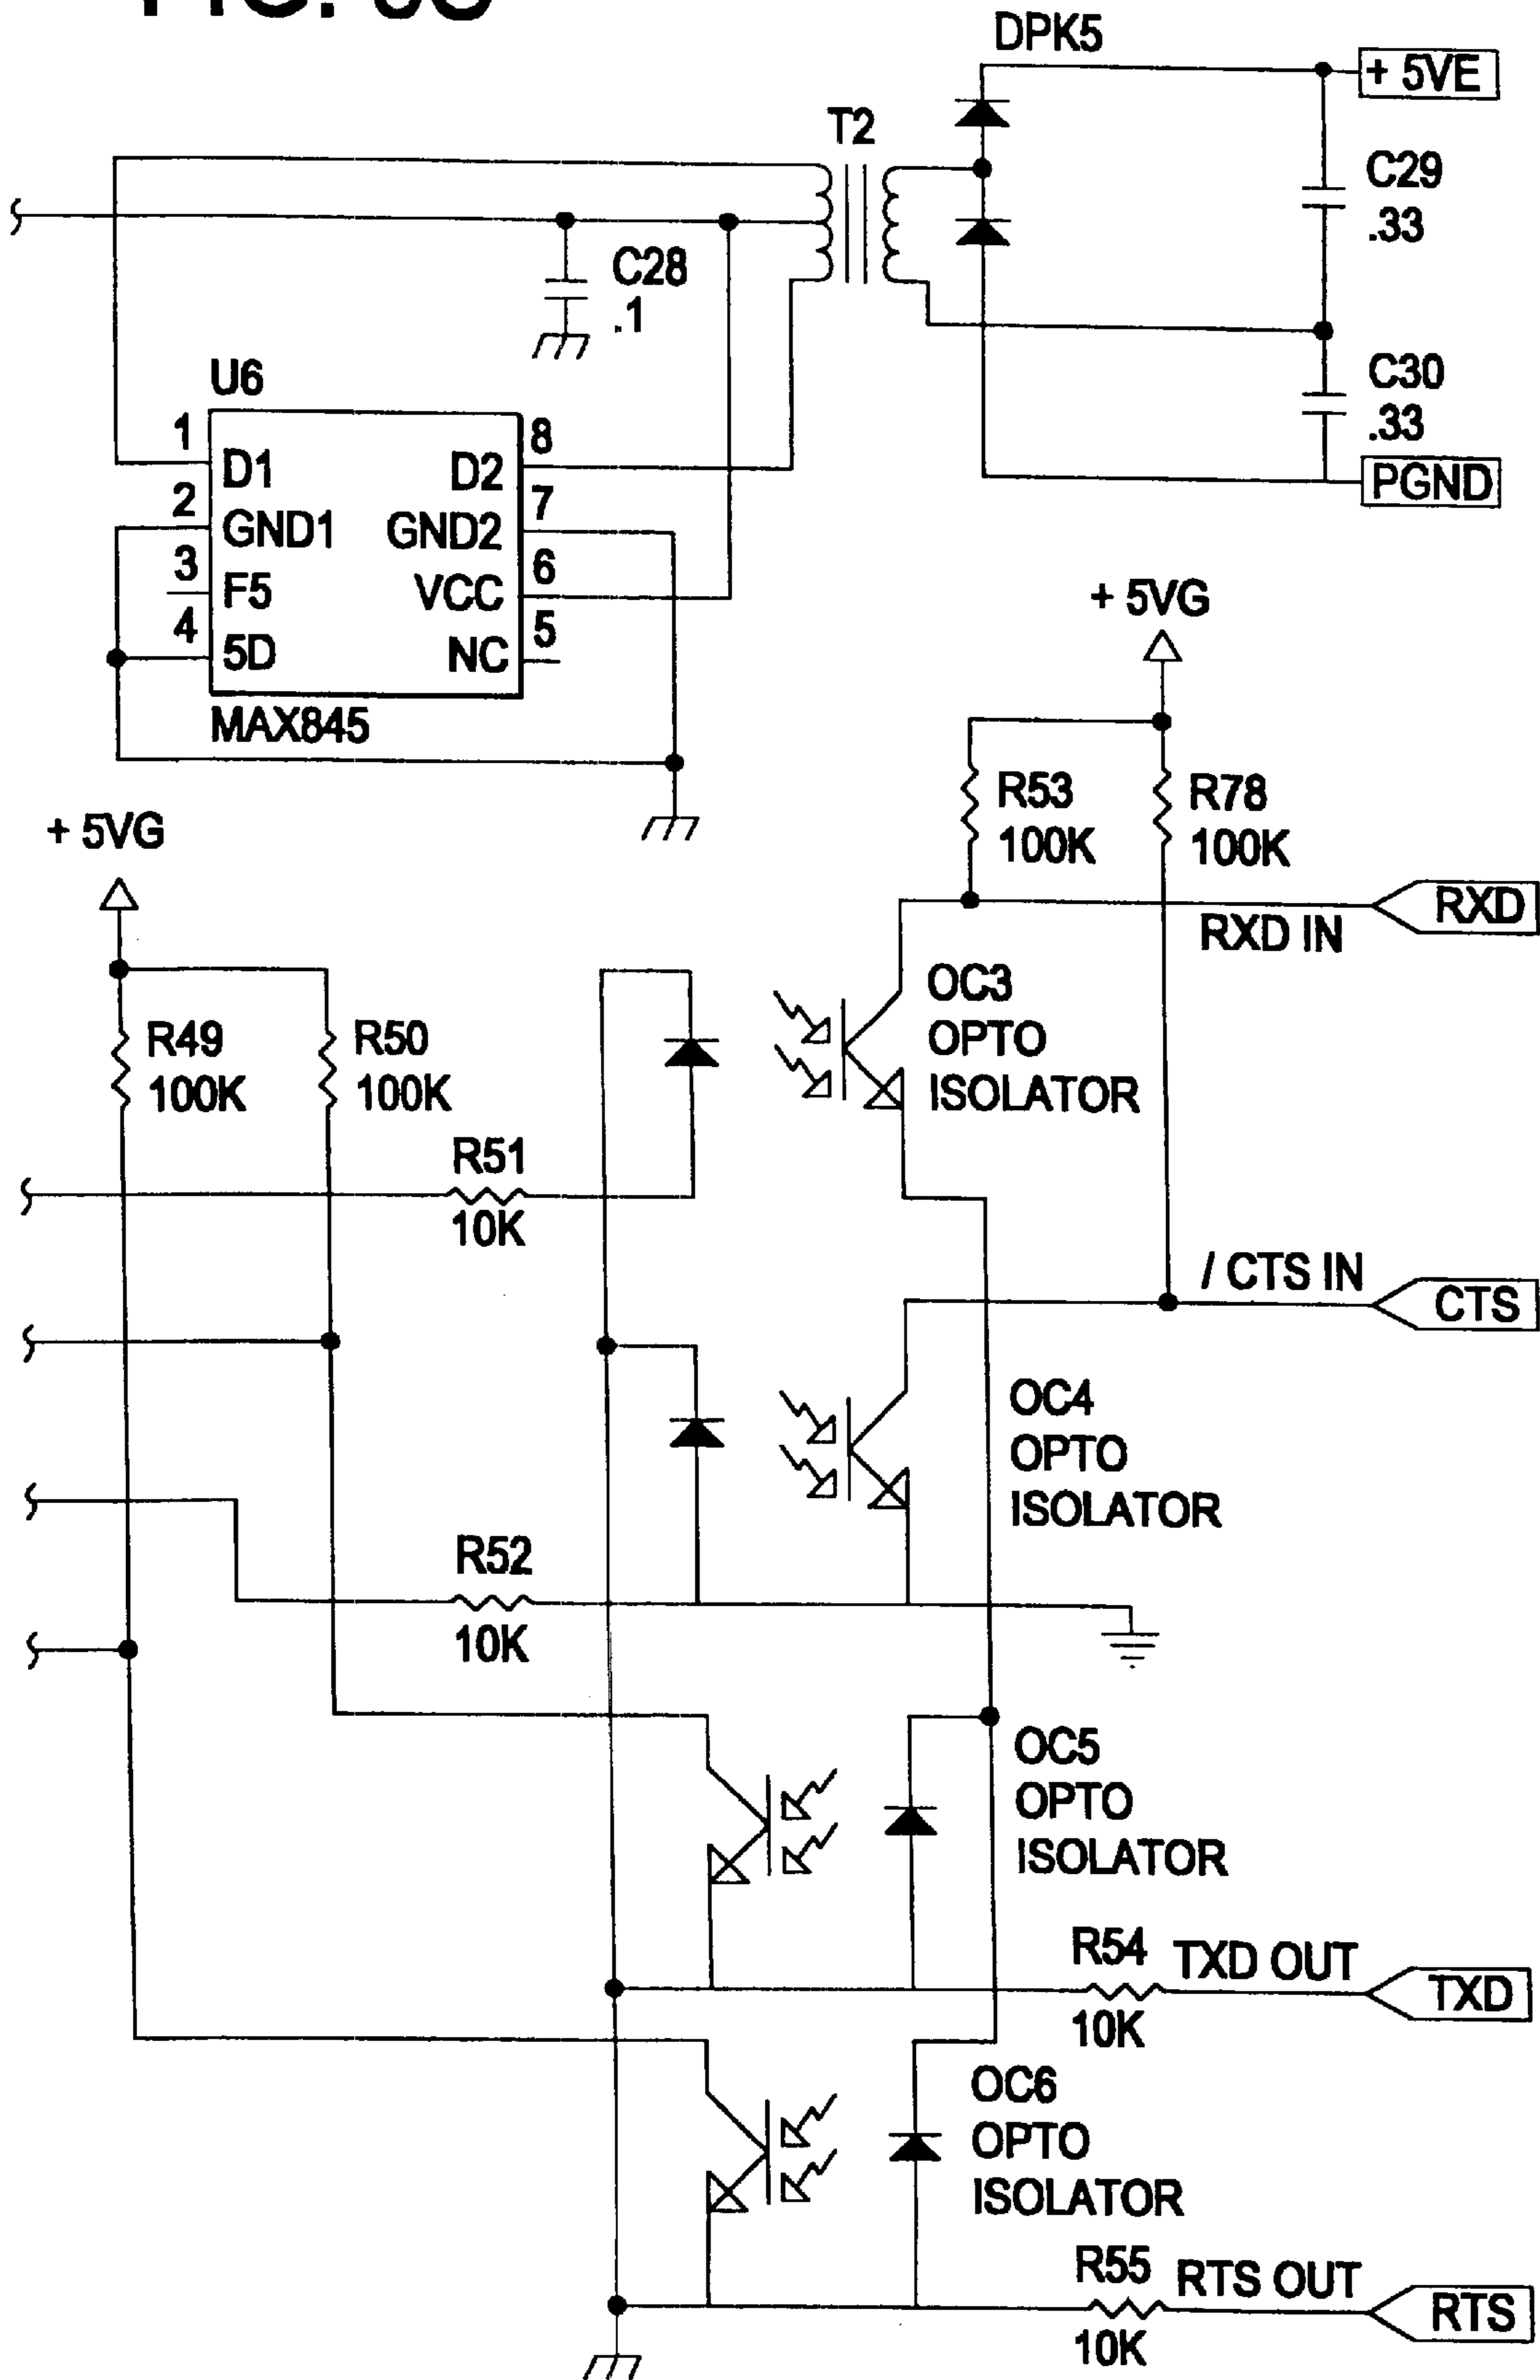 DPK5
+ 5VE
T2
C29
.33
C28
.1
C30
.33
PGND
U6
1
D1
2
GND1
3
F5
4
5D
8
D2
7
GND2
6
VCC
5
NC
MAX845
+ 5VG
R53
100K
R78
100K
+ 5VG
RXD
RXD IN
OC3
OPTO
ISOLATOR
R49
100K
R50
100K
R51
10K
/ CTS IN
CTS
OC4
OPTO
ISOLATOR
R52
10K
OC5
OPTO
ISOLATOR
R54
10K
TXD OUT
TXD
OC6
OPTO
ISOLATOR
R55
10K
RTS OUT
RTS